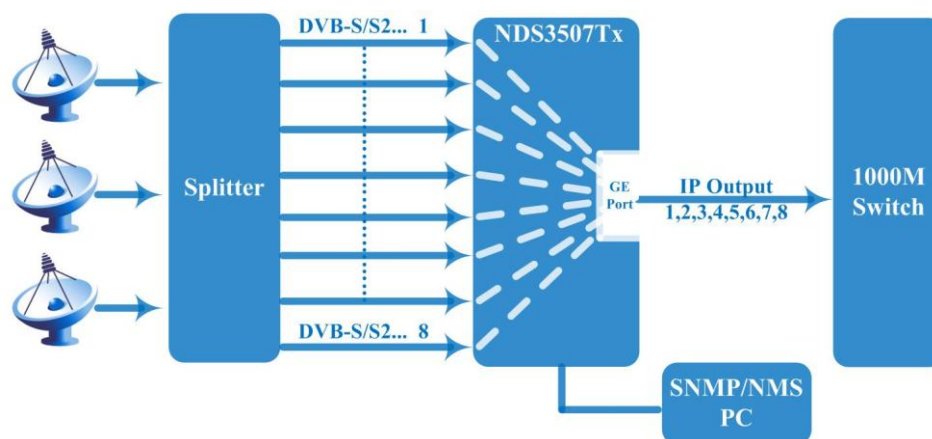 DVB-S/S2... 1
NDS3507Tx
Splitter
GE
Port
IP Output
1,2,3,4,5,6,7,8
1000M
Switch
DVB-S/S2... 8
SNMP/NMS
PC